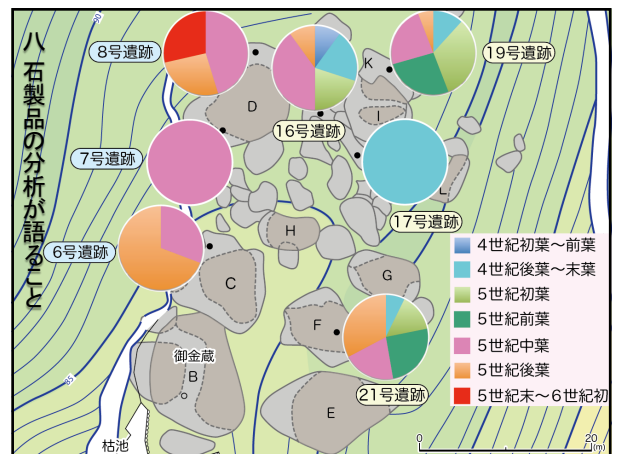 八 石製品の分析が語ること
8号遺跡
7号遺跡
6号遺跡
16号遺跡
19号遺跡
17号遺跡
21号遺跡
K
D
I
L
H
C
G
F
御金蔵
B
E
枯池
90
85
4世紀初葉～前葉
4世紀後葉～末葉
5世紀初葉
5世紀前葉
5世紀中葉
5世紀後葉
5世紀末～6世紀初
0 20
(m)